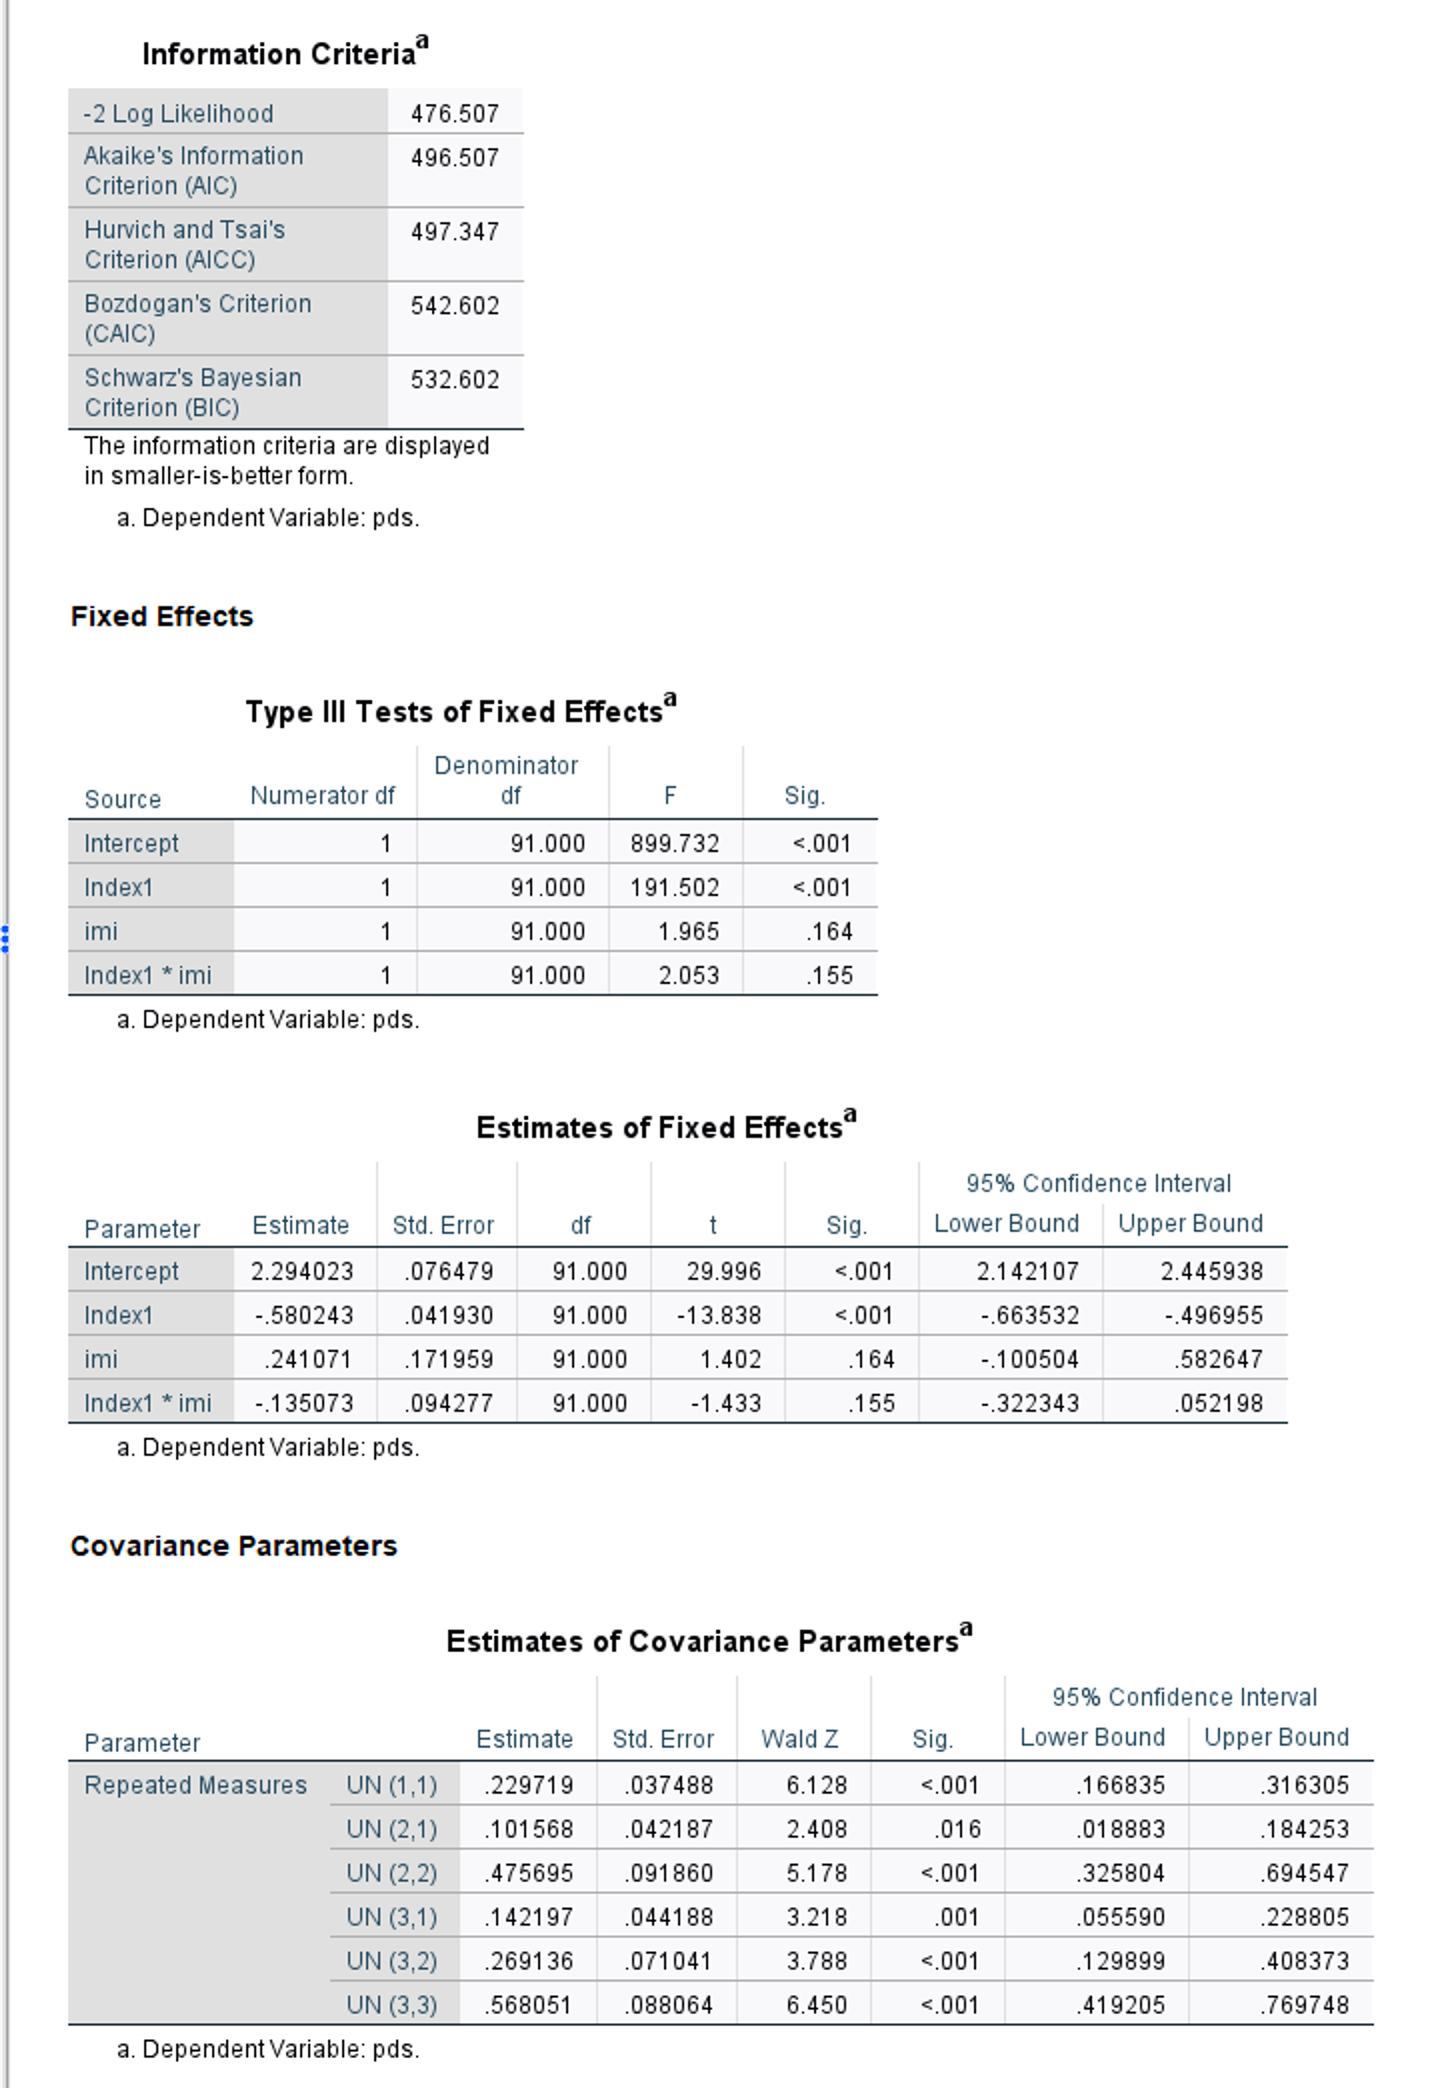 Information Criteriaa
-2 Log Likelihood 476.507
Akaike's Information 496.507
Criterion (AIC)
Hurvich and Tsai's 497.347
Criterion (AICC)
Bozdogan's Criterion 542.602
(CAIC)
Schwarz's Bayesian 532.602
Criterion (BIC)
The information criteria are displayed
in smaller-is-better form.
a. Dependent Variable: pds.
Fixed Effects
Type III Tests of Fixed Effectsa
Denominator
Source Numerator df df F Sig.
Intercept 1 91.000 899.732 <.001
Index1 1 91.000 191.502 <.001
imi 1 91.000 1.965 .164
Index1 * imi 1 91.000 2.053 .155
a. Dependent Variable: pds.
Estimates of Fixed Effectsa
95% Confidence Interval
Parameter Estimate Std. Error df t Sig. Lower Bound Upper Bound
Intercept 2.294023 .076479 91.000 29.996 <.001 2.142107 2.445938
Index1 -.580243 .041930 91.000 -13.838 <.001 -.663532 -.496955
imi .241071 .171959 91.000 1.402 .164 -.100504 .582647
Index1 * imi -.135073 .094277 91.000 -1.433 .155 -.322343 .052198
a. Dependent Variable: pds.
Covariance Parameters
Estimates of Covariance Parametersa
95% Confidence Interval
Parameter Estimate Std. Error Wald Z Sig. Lower Bound Upper Bound
Repeated Measures UN (1,1) .229719 .037488 6.128 <.001 .166835 .316305
UN (2,1) .101568 .042187 2.408 .016 .018883 .184253
UN (2,2) .475695 .091860 5.178 <.001 .325804 .694547
UN (3,1) .142197 .044188 3.218 .001 .055590 .228805
UN (3,2) .269136 .071041 3.788 <.001 .129899 .408373
UN (3,3) .568051 .088064 6.450 <.001 .419205 .769748
a. Dependent Variable: pds.